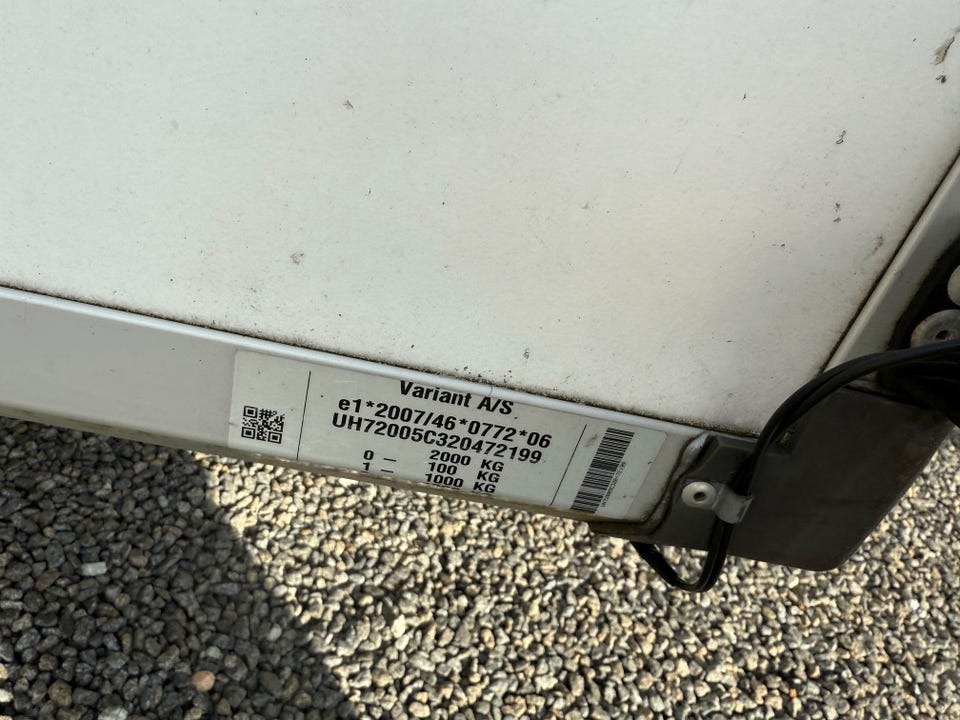 Variant A/S
e1*2007/46*0772*06
UH72005C320472199
0 – 2000 KG
1 – 100 KG
1000 KG